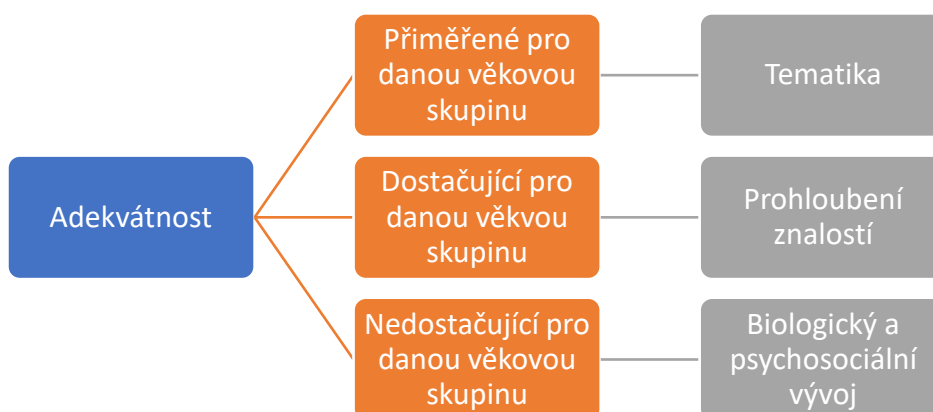 Adekvátnost
Přiměřené pro
danou věkovou
skupinu
Tematika
Dostačující pro
danou věkvou
skupinu
Prohloubení
znalostí
Nedostačující pro
danou věkovou
skupinu
Biologický a
psychosociální
vývoj